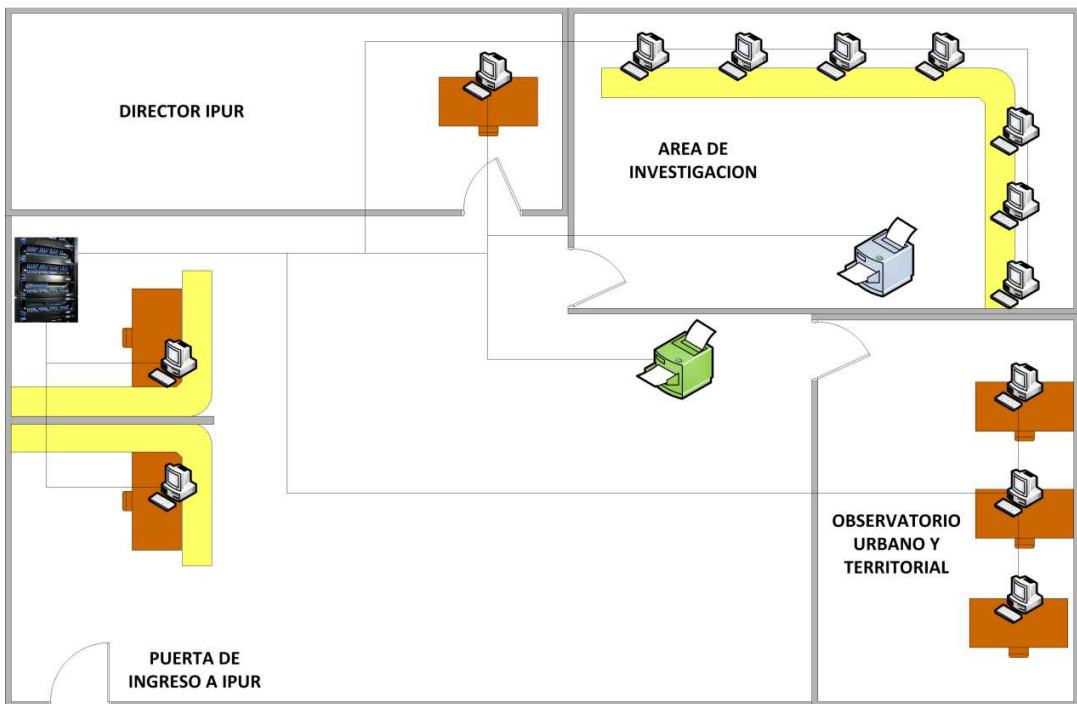 DIRECTOR IPUR
AREA DE
INVESTIGACION
OBSERVATORIO
URBANO Y
TERRITORIAL
PUERTA DE
INGRESO A IPUR